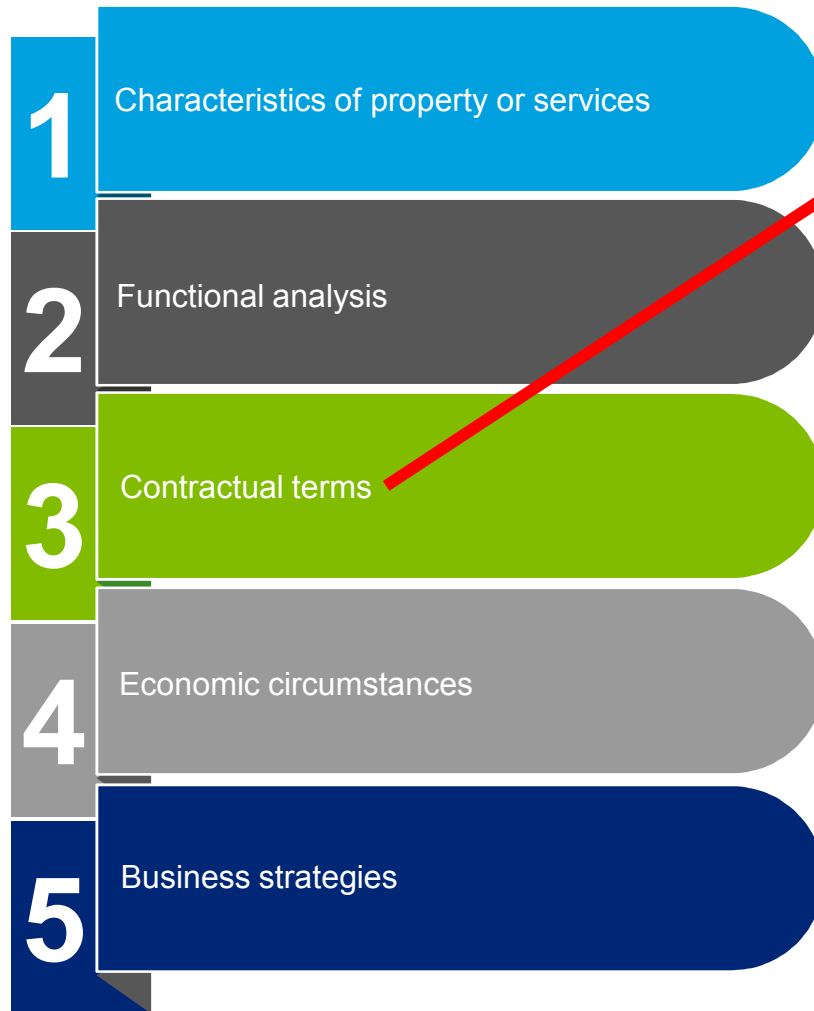 1
Characteristics of property or services
2
Functional analysis
3
Contractual terms
4
Economic circumstances
5
Business strategies